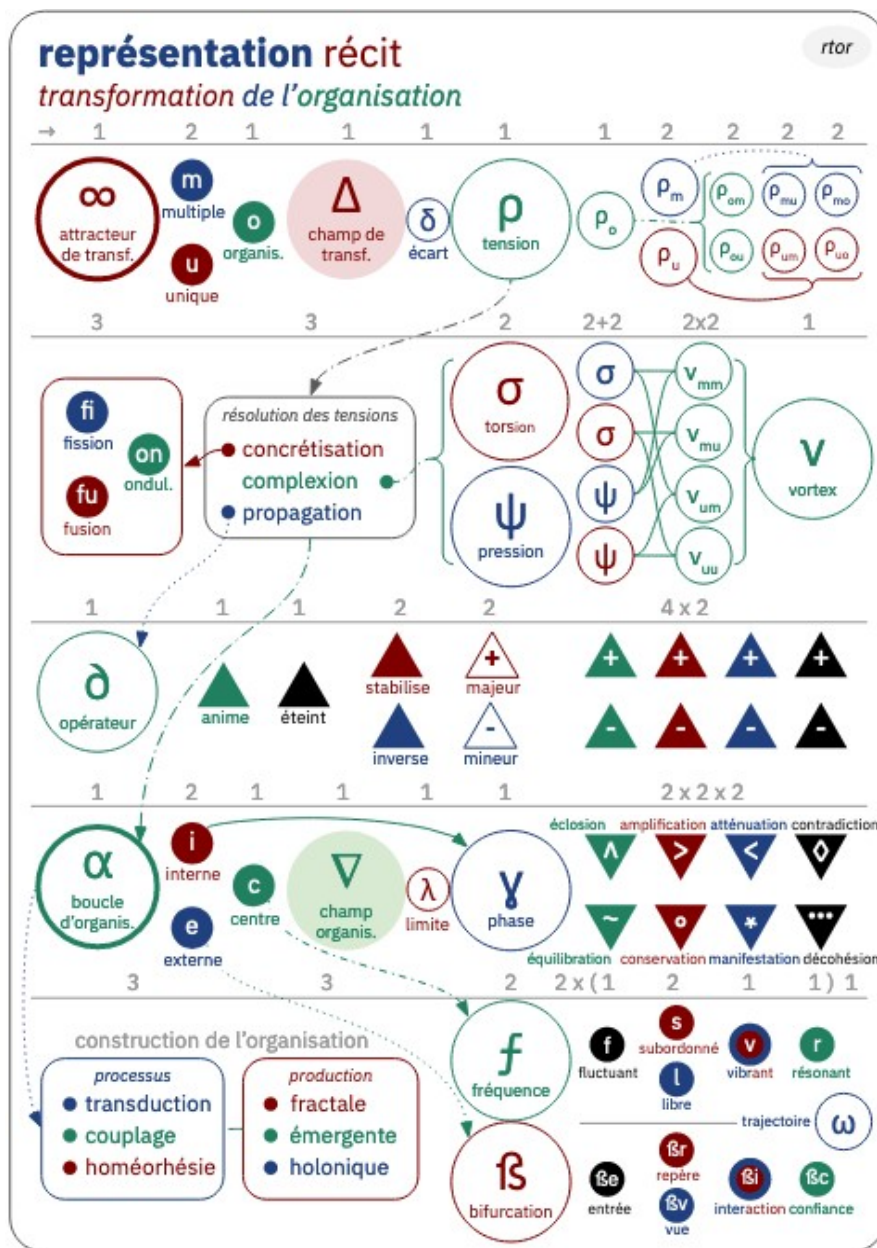 représentation récit
rtor
transformation de l'organisation
→ 1 2 1 1 1 1 1 2 2 2 2
∞
attracteur
de transf.
m
multiple
u
unique
o
organis.
Δ
champ de
transf.
δ
écart
ρ
tension
ρo
ρm
ρu
ρom ρmu ρmo
ρou ρum ρuo
3 3 2 2+2 2x2 1
fi
fission
on
ondul.
fu
fusion
résolution des tensions
concrétisation
complexion
propagation
σ
torsion
ψ
pression
σ
σ
ψ
ψ
νmm
νmu
νum
νuu
ν
vortex
1 1 1 2 2 4 x 2
∂
opérateur
anime
éteint
stabilise
inverse
+
majeur
-
mineur
+ + + +
- - - -
1 2 1 1 1 1 2 x 2 x 2
α
boucle
d'organis.
i
interne
e
externe
c
centre
∇
champ
organis.
λ
limite
ɣ
phase
éclosion amplification atténuation contradiction
^ > < ◊
~ ° * •••
équilibration conservation manifestation décohésion
3 3 2 2 x ( 1 2 1 1 ) 1
construction de l'organisation
processus
transduction
couplage
homéorhésie
production
fractale
émergente
holonique
ƒ
fréquence
f
fluctuant
s
subordonné
l
libre
v
vibrant
r
résonant
trajectoire
ω
ß
bifurcation
ße
entrée
ßr
repère
ßv
vue
ßi
interaction
ßc
confiance